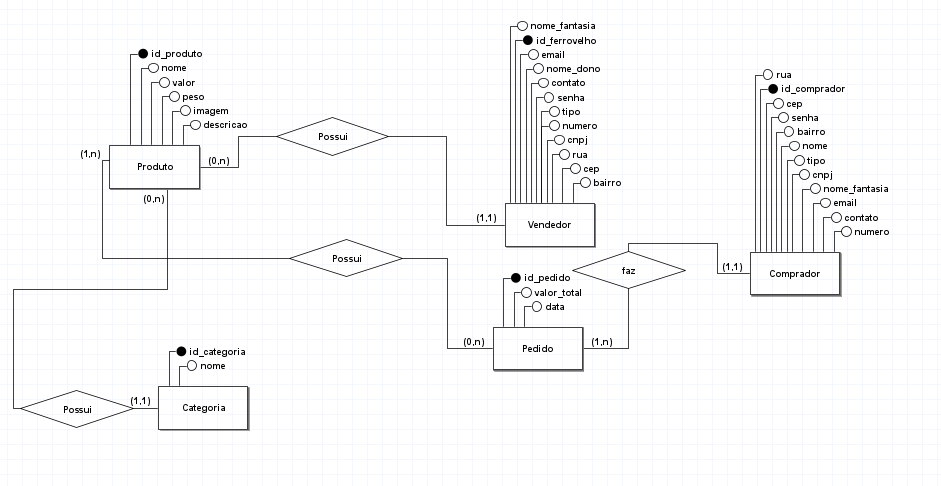 id_produto
nome
valor
peso
imagem
descricao
(1,n)
Produto
(0,n)
(0,n)
Possui
nome_fantasia
id_ferrovelho
email
nome_dono
contato
senha
tipo
numero
cnpj
rua
cep
bairro
(1,1)
Vendedor
rua
id_comprador
cep
senha
bairro
nome
tipo
cnpj
nome_fantasia
email
contato
numero
(1,1)
Comprador
Possui
faz
id_pedido
valor_total
data
(0,n)
Pedido
(1,n)
id_categoria
nome
Possui
(1,1)
Categoria